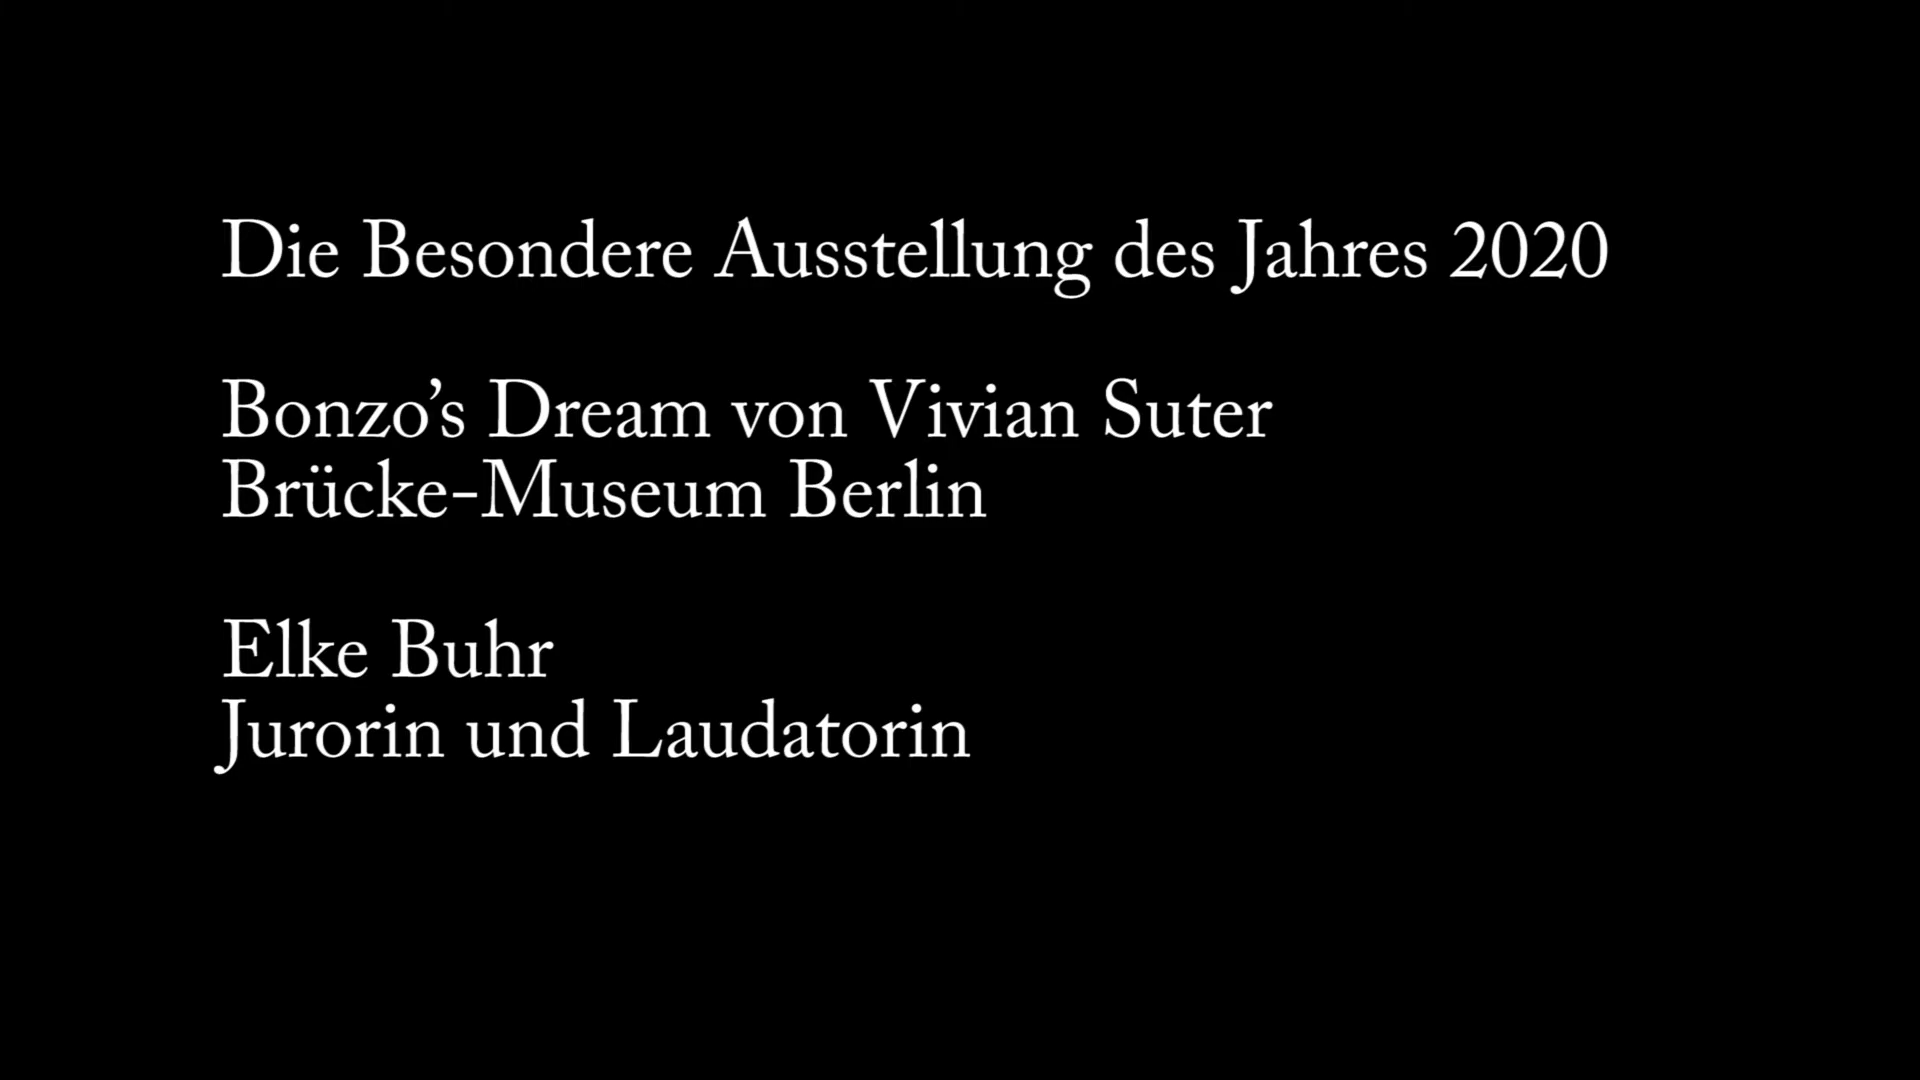 Die Besondere Ausstellung des Jahres 2020
Bonzo’s Dream von Vivian Suter
Brücke-Museum Berlin
Elke Buhr
Jurorin und Laudatorin